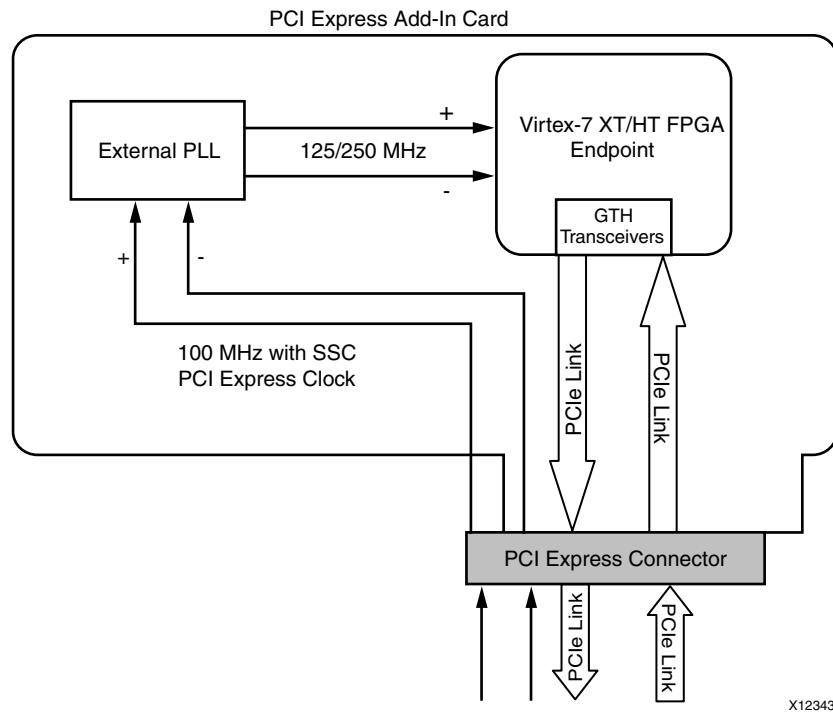 PCI Express Add-In Card
External PLL
+
125/250 MHz
-
Virtex-7 XT/HT FPGA
Endpoint
GTH
Transceivers
+
-
100 MHz with SSC
PCI Express Clock
PCIe Link
PCIe Link
PCI Express Connector
PCIe Link
PCIe Link
X12343